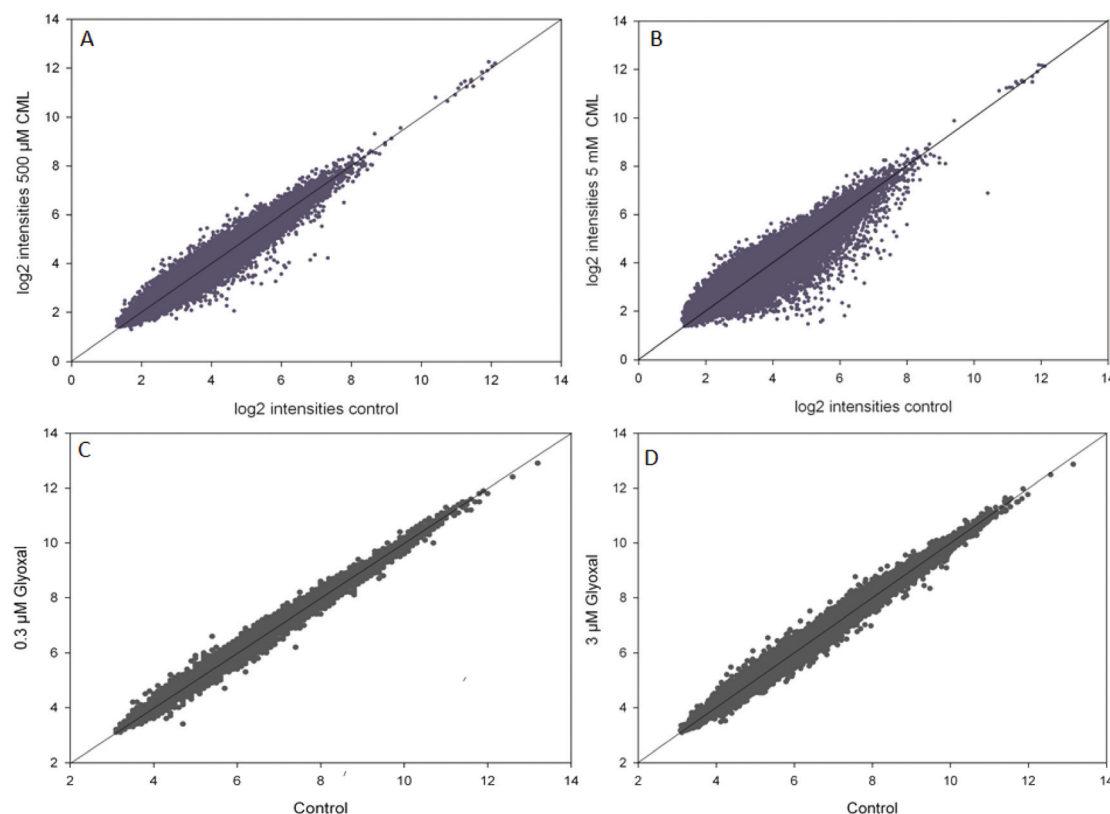 A
14
12
10
8
6
4
2
0
log2 intensities 500 µM CML
0 2 4 6 8 10 12 14
log2 intensities control
B
14
12
10
8
6
4
2
0
log2 intensities 5 mM CML
0 2 4 6 8 10 12 14
log2 intensities control
C
14
12
10
8
6
4
2
0.3 µM Glyoxal
2 4 6 8 10 12 14
Control
D
14
12
10
8
6
4
2
3 µM Glyoxal
2 4 6 8 10 12 14
Control